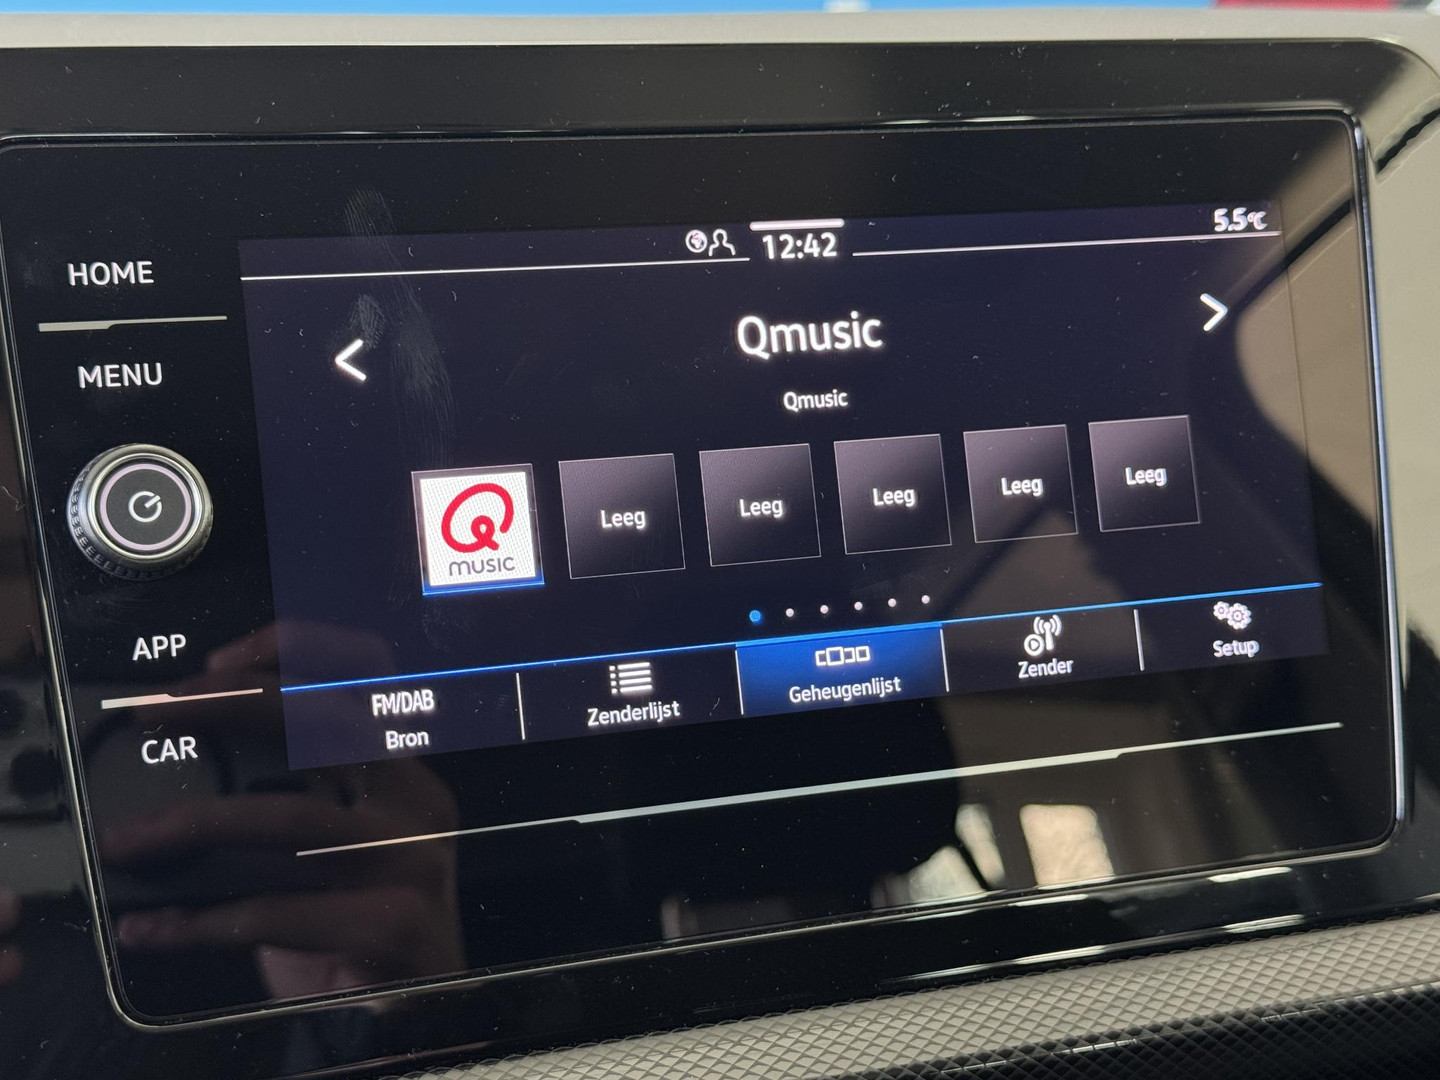 HOME
MENU
APP
CAR
12:42
5.5°C
Qmusic
Qmusic
Q
music
Leeg
Leeg
Leeg
Leeg
Leeg
FM/DAB
Bron
Zenderlijst
Geheugenlijst
Zender
Setup